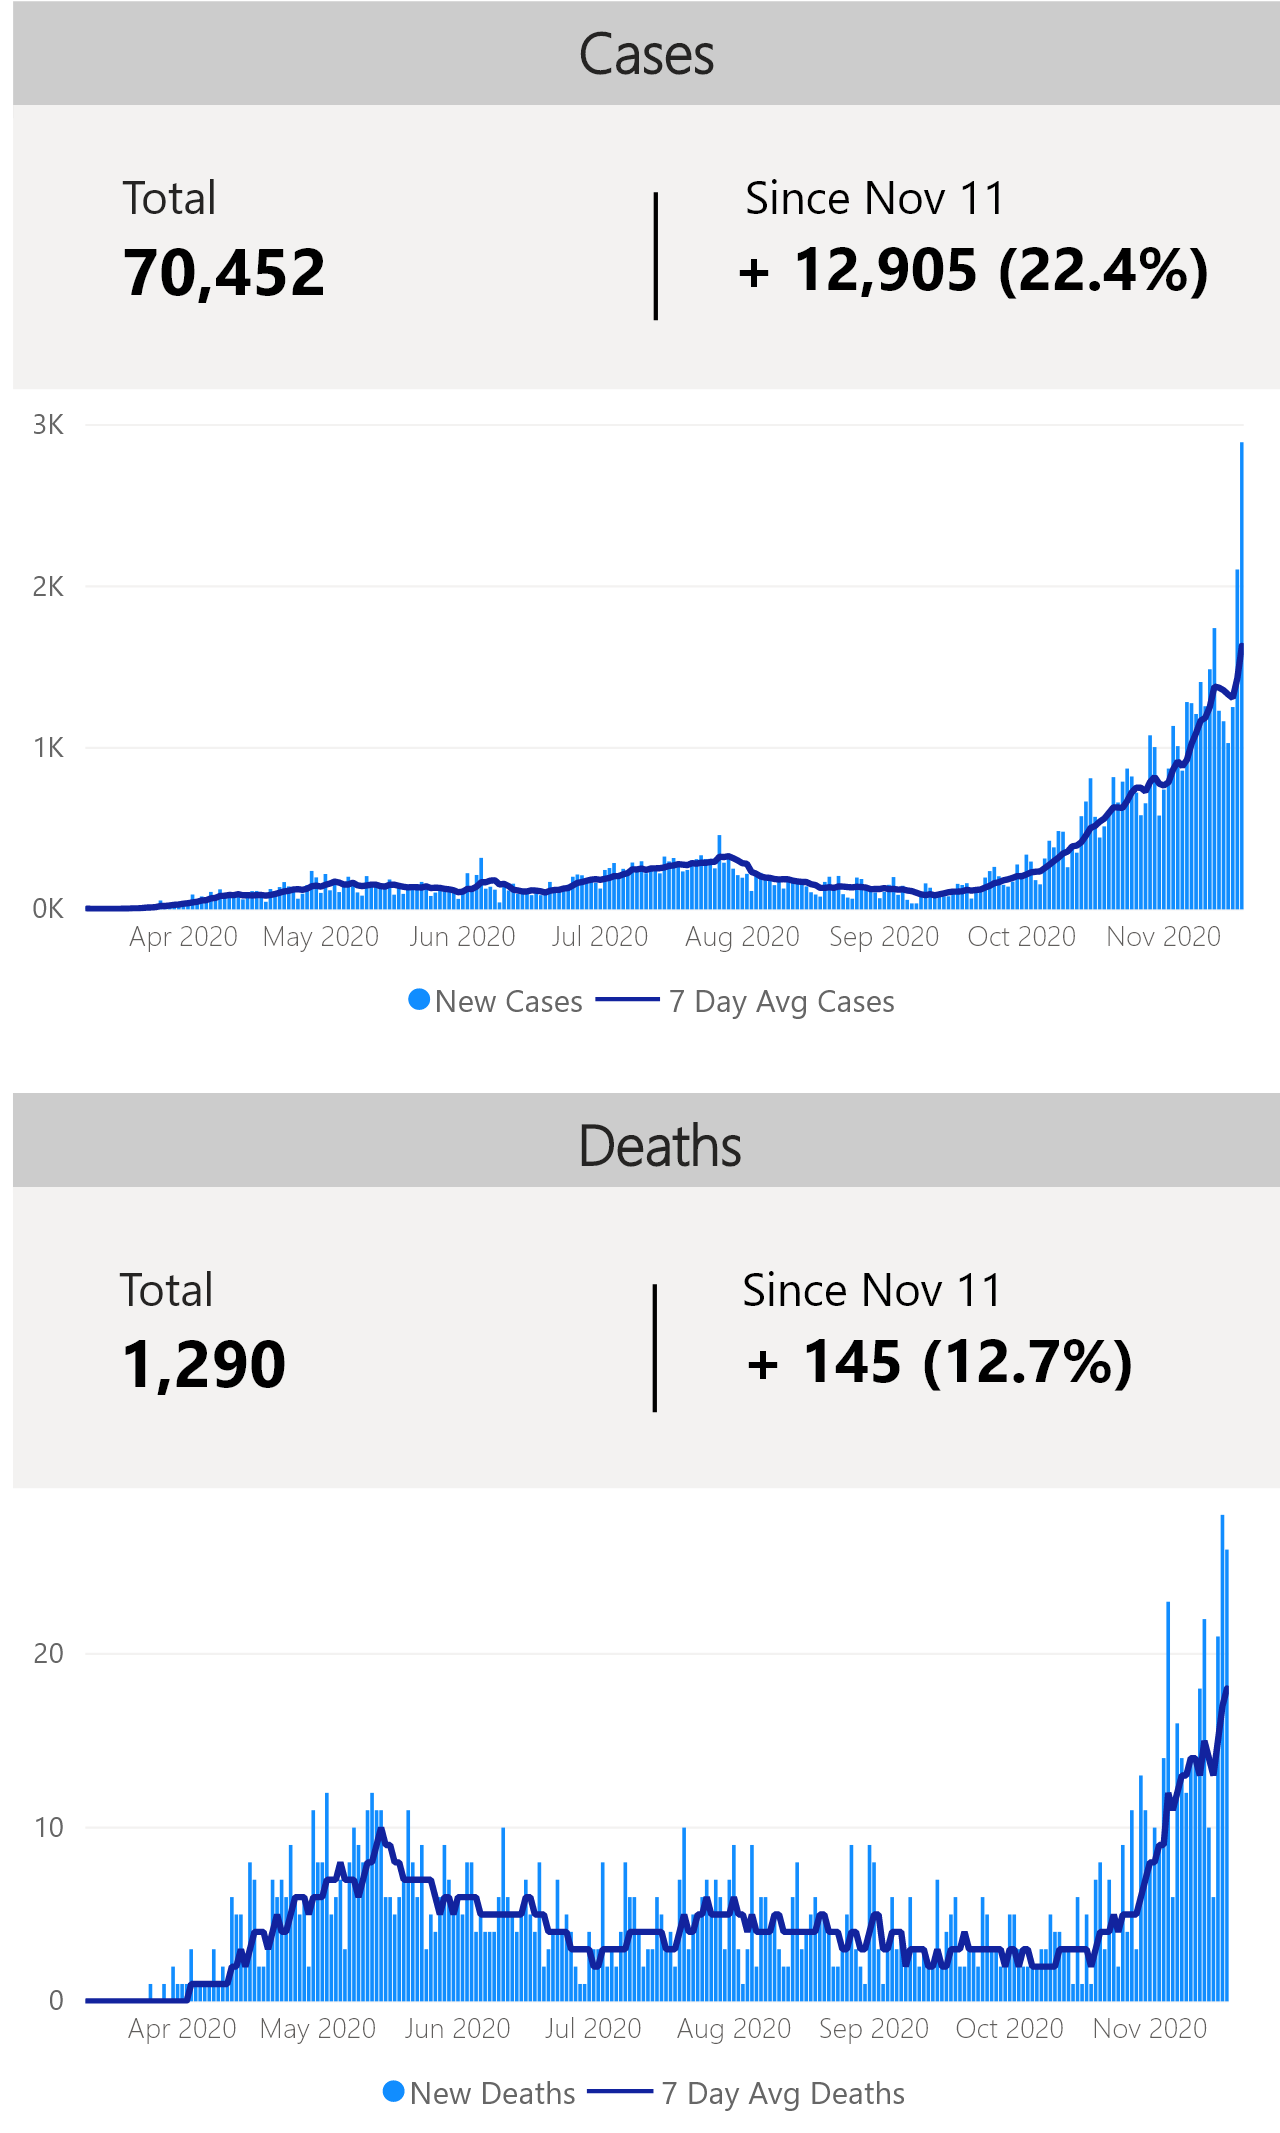 Cases
Total
Since Nov 11
70,452
+ 12,905 (22.4%)
3K
2K
1K
0K
Apr 2020 May 2020 Jun 2020 Jul 2020 Aug 2020 Sep 2020 Oct 2020 Nov 2020
New Cases 7 Day Avg Cases
Deaths
Total
Since Nov 11
1,290
+ 145 (12.7%)
20
10
0
Apr 2020 May 2020 Jun 2020 Jul 2020 Aug 2020 Sep 2020 Oct 2020 Nov 2020
New Deaths 7 Day Avg Deaths